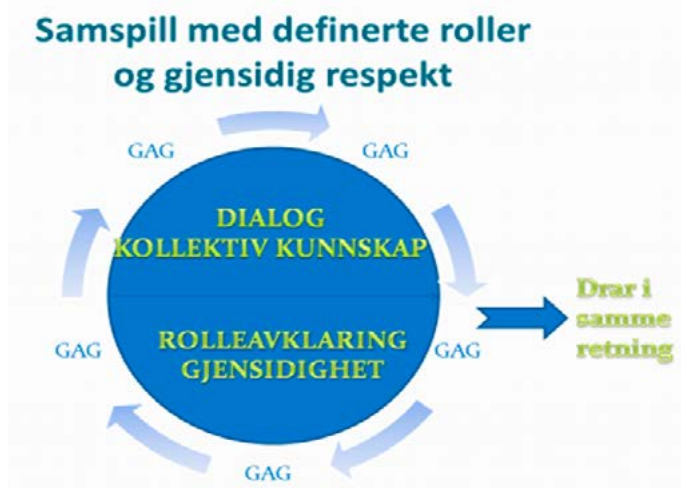 Samspill med definerte roller
og gjensidig respekt
GAG
GAG
DIALOG
KOLLEKTIV KUNNSKAP
Drar i
samme
retning
ROLLEAVKLARING
GJENSIDIGHET
GAG
GAG
GAG